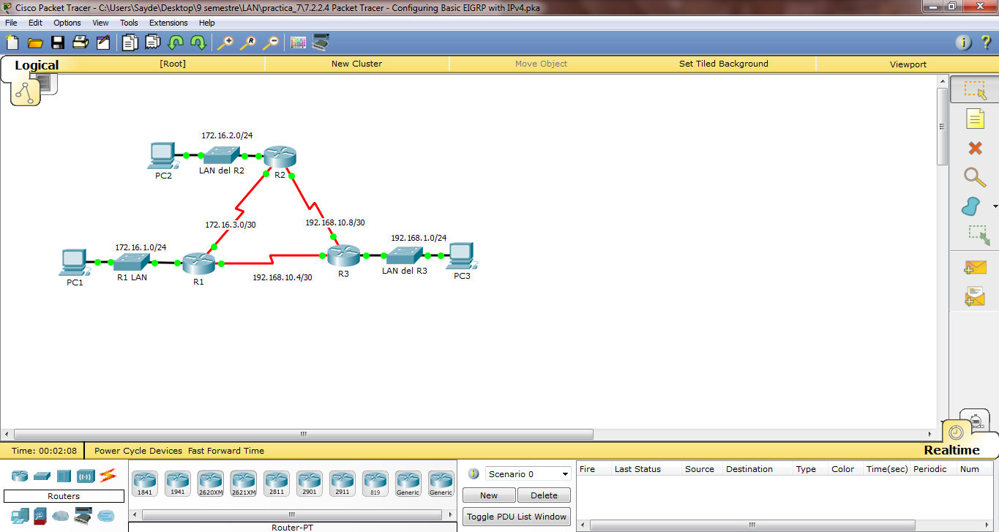 Cisco Packet Tracer - C:\Users\Sayde\Desktop\9 semestre\LAN\practica_7\7.2.2.4 Packet Tracer - Configuring Basic EIGRP with IPv4.pka
File Edit Options View Tools Extensions Help
R
i ?
Logical [Root] New Cluster Move Object Set Tiled Background Viewport
172.16.2.0/24
PC2 LAN del R2 R2
172.16.3.0/30 192.168.10.8/30
172.16.1.0/24 192.168.1.0/24
PC1 R1 LAN R1 192.168.10.4/30 R3 LAN del R3 PC3
Time: 00:02:08 Power Cycle Devices Fast Forward Time Realtime
i Scenario 0 Fire Last Status Source Destination Type Color Time(sec) Periodic Num
1841 1941 2620XM 2621XM 2811 2901 2911 819 Generic Generic
Routers New Delete
Toggle PDU List Window
Router-PT